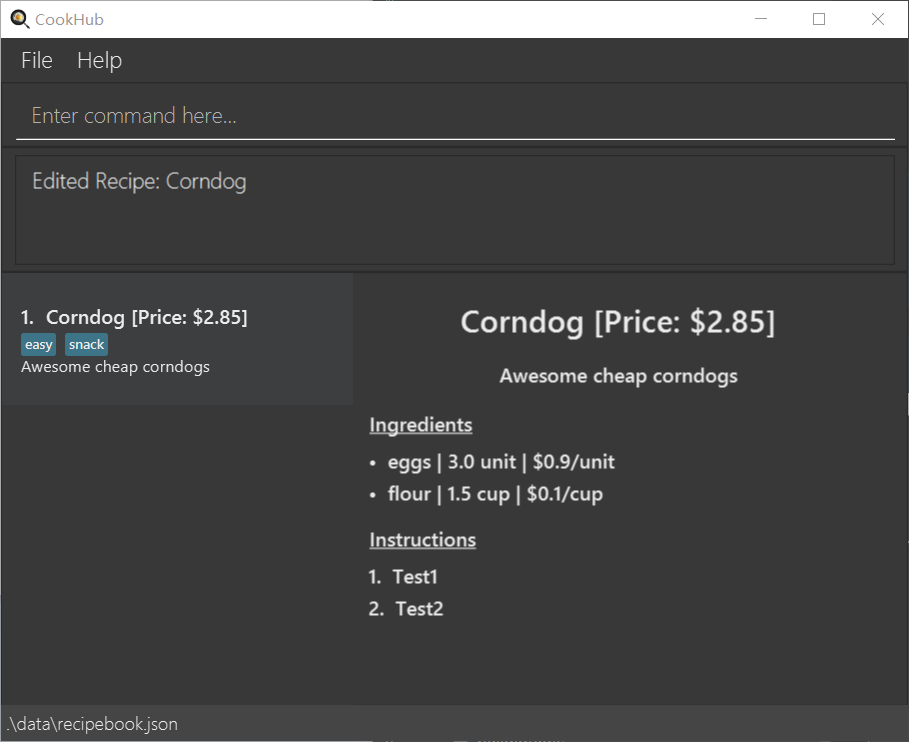 CookHub
File Help
Enter command here...
Edited Recipe: Corndog
1. Corndog [Price: $2.85]
easy snack
Awesome cheap corndogs
Corndog [Price: $2.85]
Awesome cheap corndogs
Ingredients
• eggs | 3.0 unit | $0.9/unit
• flour | 1.5 cup | $0.1/cup
Instructions
1. Test1
2. Test2
.\data\recipebook.json